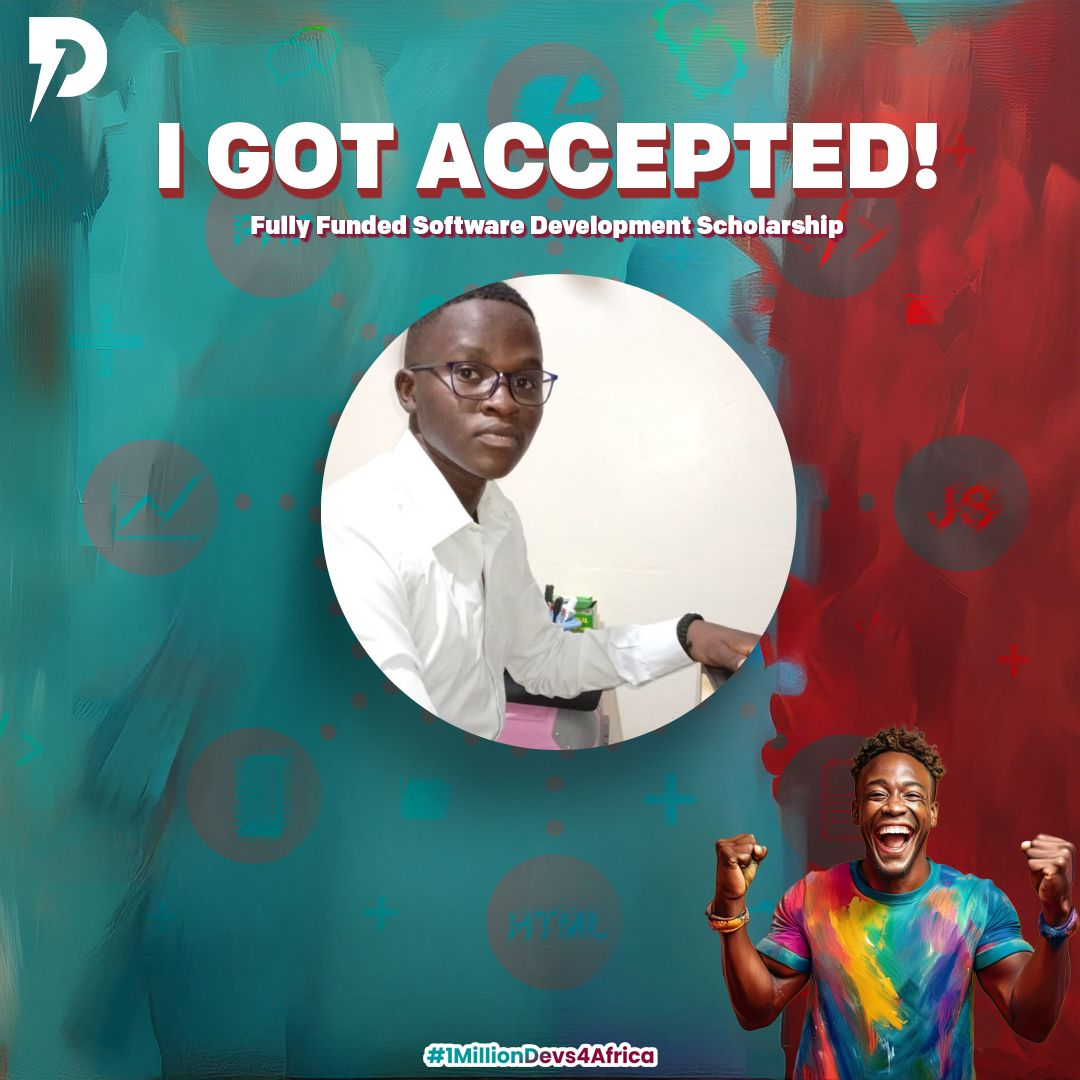 I GOT ACCEPTED!
Fully Funded Software Development Scholarship
JS
HTML
#1MillionDevs4Africa